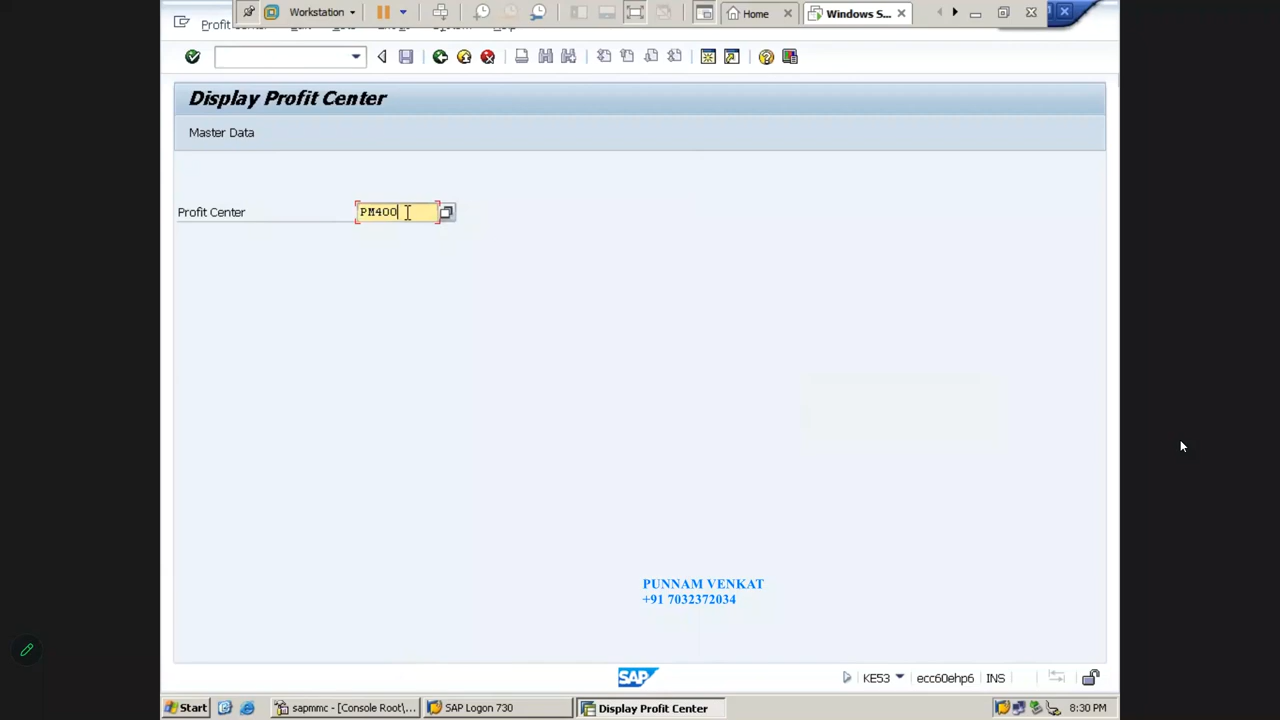 Workstation
Home
Windows S...
Profit
Display Profit Center
Master Data
Profit Center
PM400
PUNNAM VENKAT
+91 7032372034
SAP
KE53
ecc60ehp6
INS
Start
sapmmc - [Console Root\...
SAP Logon 730
Display Profit Center
8:30 PM